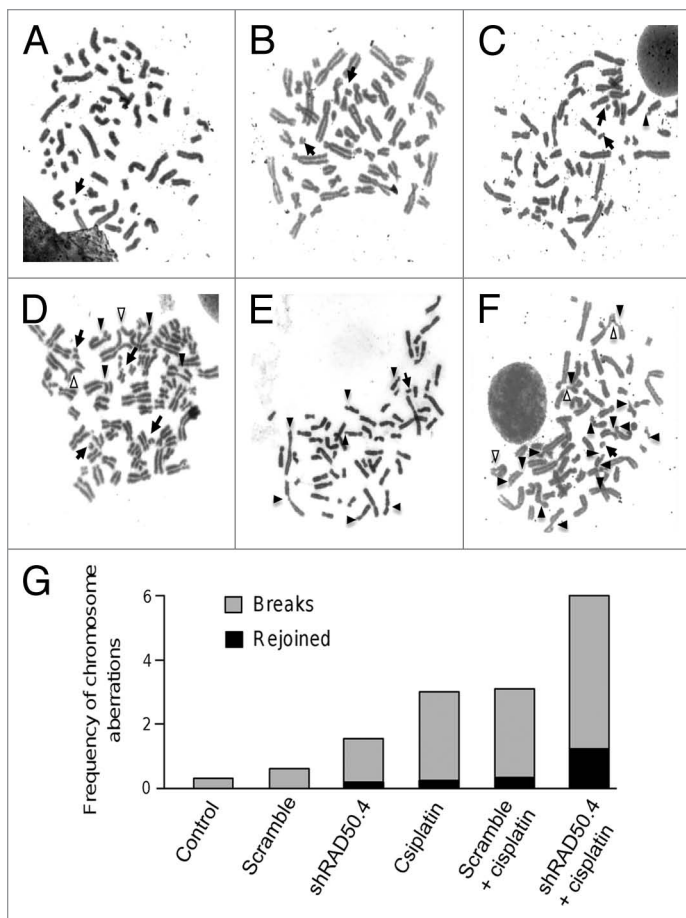 A
B
C
D
E
F
G
Frequency of chromosome
aberrations
6
4
2
0
Breaks
Rejoined
Control
Scramble
shRAD50.4
Csiplatin
Scramble
+ cisplatin
shRAD50.4
+ cisplatin